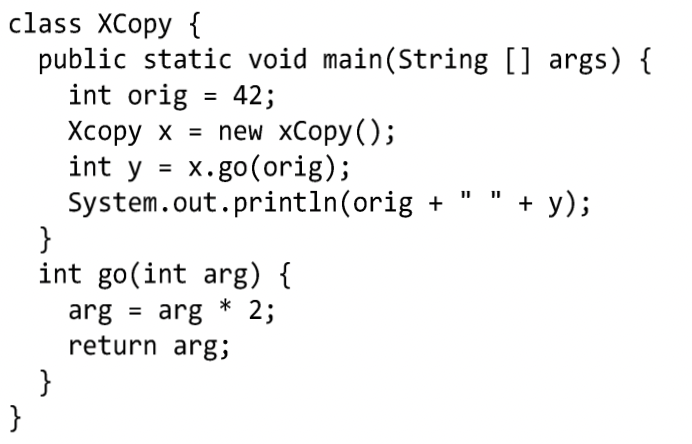 class XCopy {
public static void main(String [] args) {
int orig = 42;
Xcopy x = new xCopy();
int y = x.go(orig);
System.out.println(orig + " " + y);
}
int go(int arg) {
arg = arg * 2;
return arg;
}
}